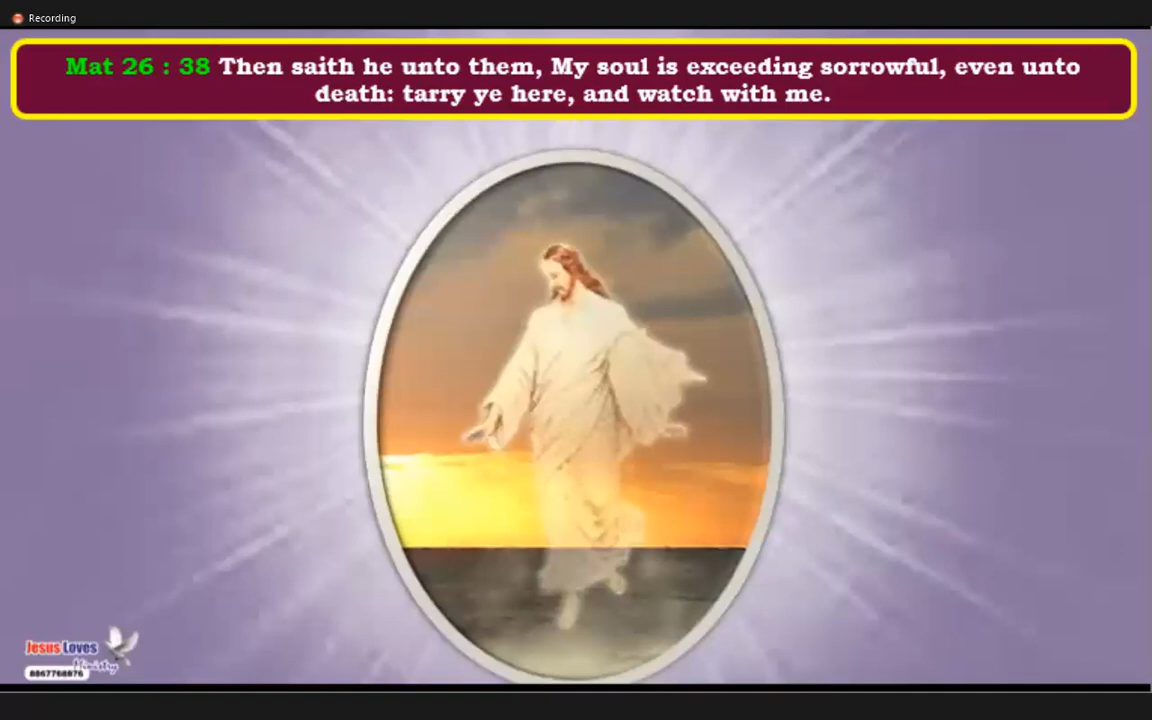 Recording
Mat 26 : 38 Then saith he unto them, My soul is exceeding sorrowful, even unto
death: tarry ye here, and watch with me.
Jesus Loves
Ministry
8867768876